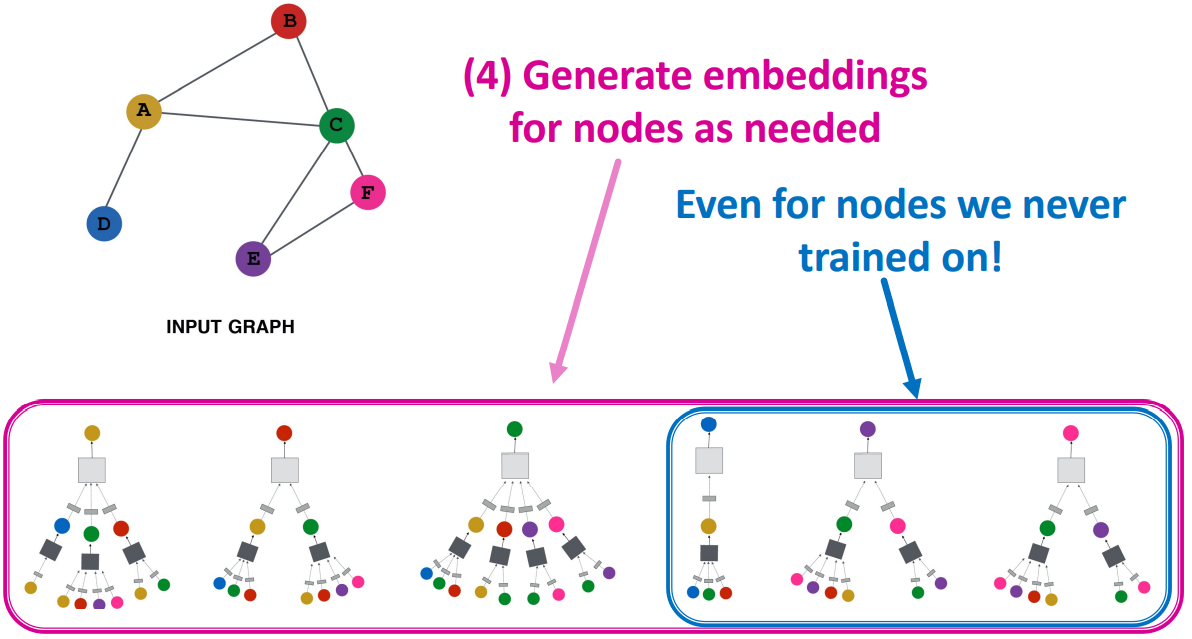 B
(4) Generate embeddings
for nodes as needed
A
C
F
Even for nodes we never
trained on!
D
E
INPUT GRAPH